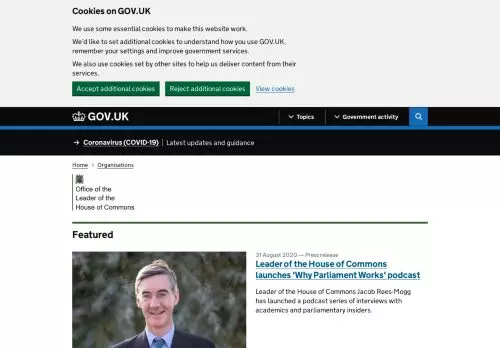 Cookies on GOV.UK
We use some essential cookies to make this website work.
We'd like to set additional cookies to understand how you use GOV.UK,
remember your settings and improve government services.
We also use cookies set by other sites to help us deliver content from their
services.
Accept additional cookies Reject additional cookies View cookies
GOV.UK Topics Government activity
→ Coronavirus (COVID-19) Latest updates and guidance
Home > Organisations
Office of the
Leader of the
House of Commons
Featured
31 August 2020 — Press release
Leader of the House of Commons
launches 'Why Parliament Works' podcast
Leader of the House of Commons Jacob Rees-Mogg
has launched a podcast series of interviews with
academics and parliamentary insiders.